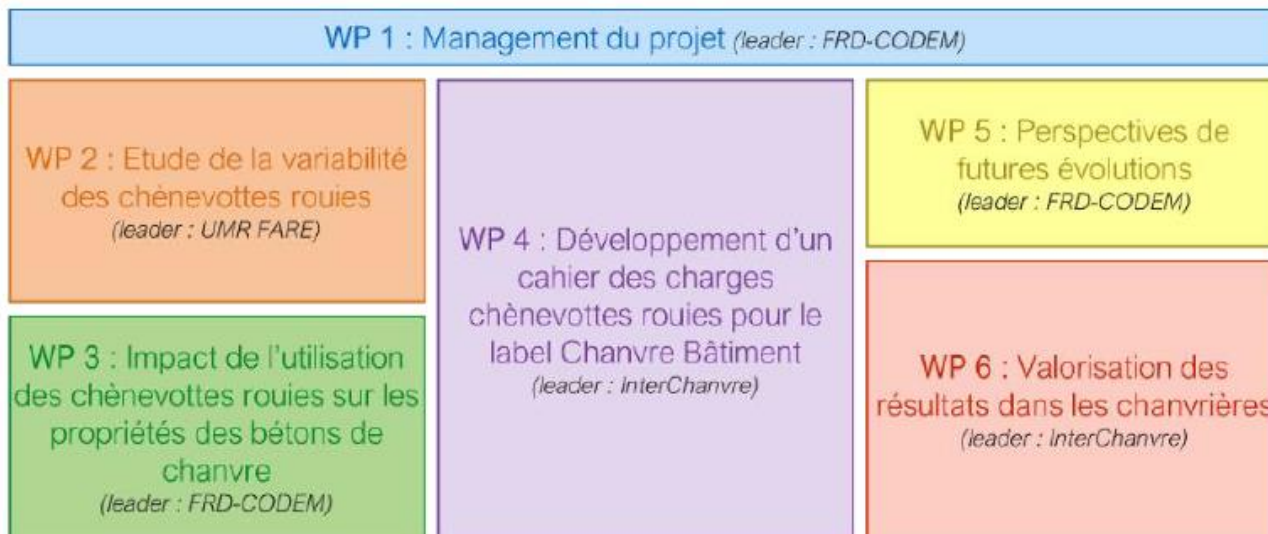 WP 1 : Management du projet (leader : FRD-CODEM)
WP 2 : Etude de la variabilité
des chènevottes rouies
(leader : UMR FARE)
WP 3 : Impact de l'utilisation
des chènevottes rouies sur les
propriétés des bétons de
chanvre
(leader : FRD-CODEM)
WP 4 : Développement d'un
cahier des charges
chènevottes rouies pour le
label Chanvre Bâtiment
(leader : InterChanvre)
WP 5 : Perspectives de
futures évolutions
(leader : FRD-CODEM)
WP 6 : Valorisation des
résultats dans les chanvrières
(leader : InterChanvre)